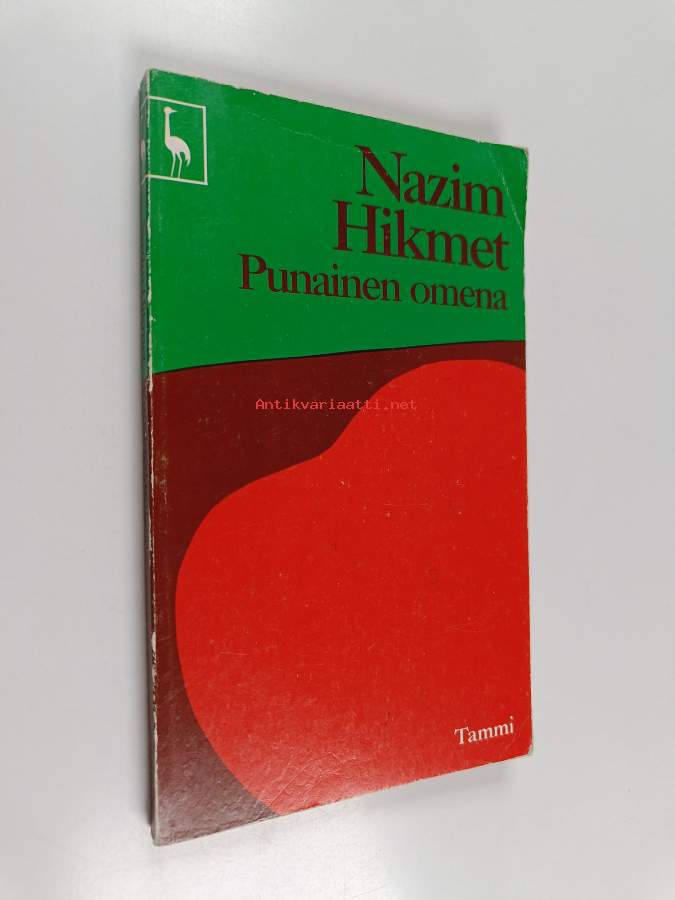 Nazim
Hikmet
Punainen omena
Antikvariaatti.net
Tammi